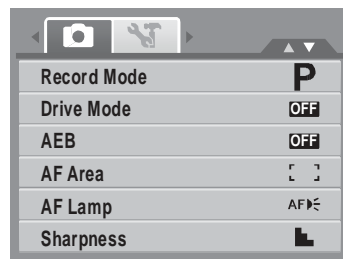 Record Mode P
Drive Mode OFF
AEB OFF
AF Area
AF Lamp AF
Sharpness